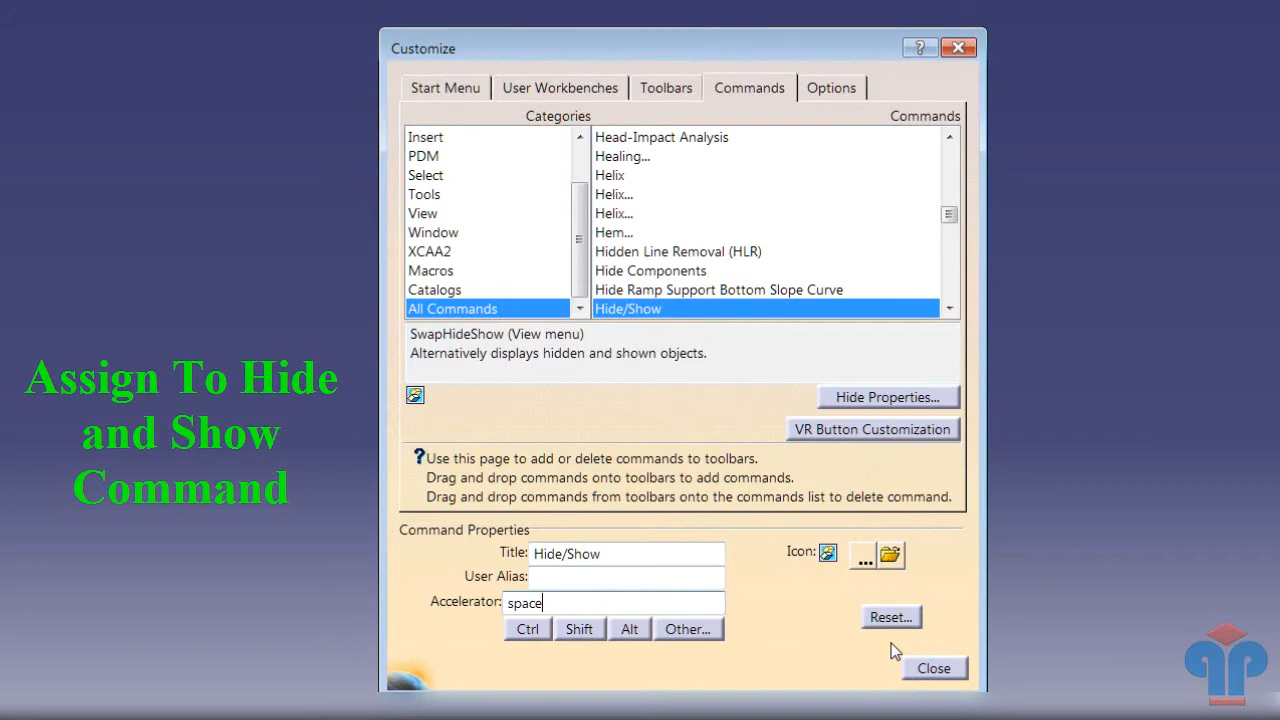 Customize
Start Menu User Workbenches Toolbars Commands Options
Categories Commands
Insert Head-Impact Analysis
PDM Healing...
Select Helix
Tools Helix...
View Helix...
Window Hem...
XCAA2 Hidden Line Removal (HLR)
Macros Hide Components
Catalogs Hide Ramp Support Bottom Slope Curve
All Commands Hide/Show
SwapHideShow (View menu)
Alternatively displays hidden and shown objects.
Hide Properties...
VR Button Customization
?Use this page to add or delete commands to toolbars.
Drag and drop commands onto toolbars to add commands.
Drag and drop commands from toolbars onto the commands list to delete command.
Command Properties
Title: Hide/Show Icon: ...
User Alias:
Accelerator: space
Ctrl Shift Alt Other... Reset...
Close
Assign To Hide
and Show
Command